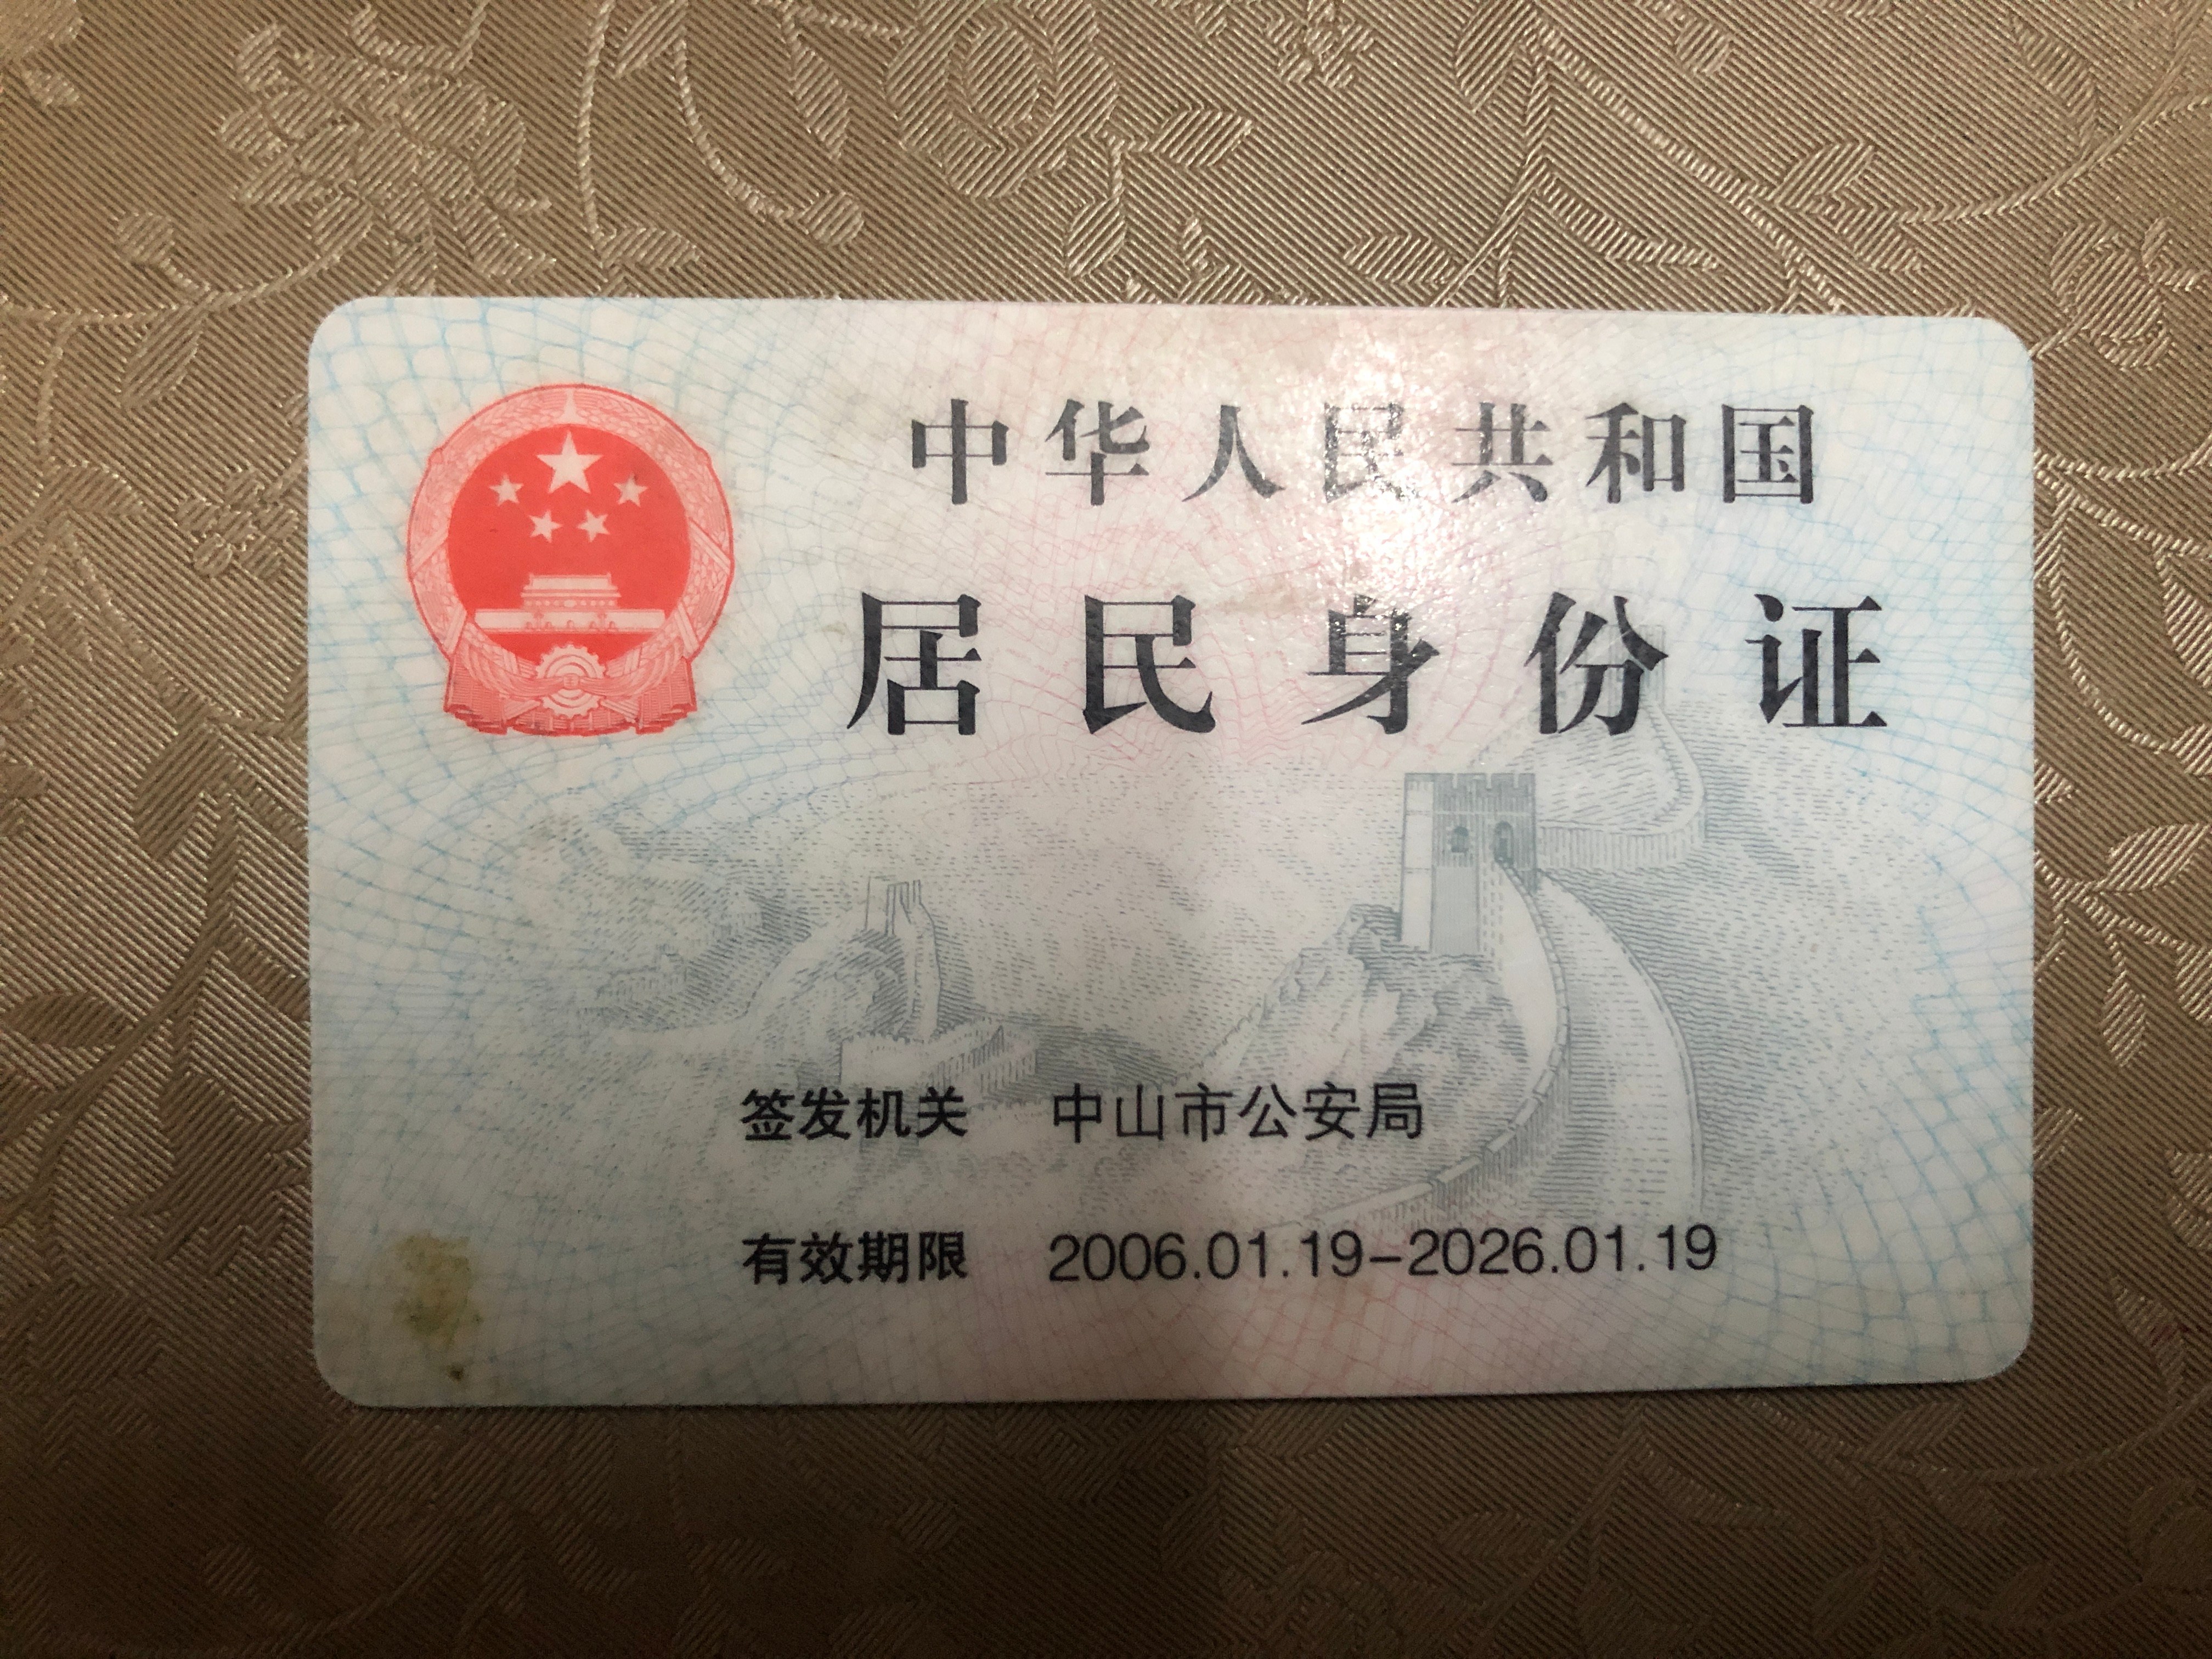 中华人民共和国
居民身份证
签发机关 中山市公安局
有效期限 2006.01.19-2026.01.19